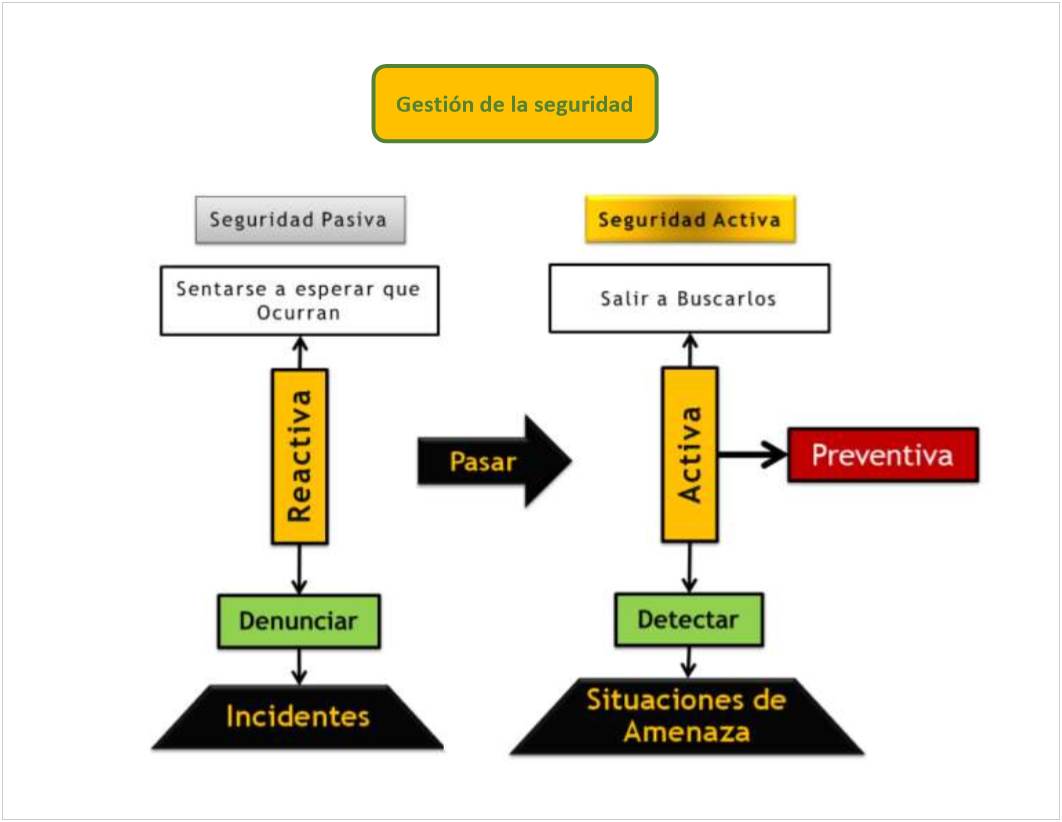 Gestión de la seguridad
Seguridad Pasiva
Sentarse a esperar que
Ocurran
Reactiva
Denunciar
Incidentes
Pasar
Seguridad Activa
Salir a Buscarlos
Activa
Preventiva
Detectar
Situaciones de
Amenaza